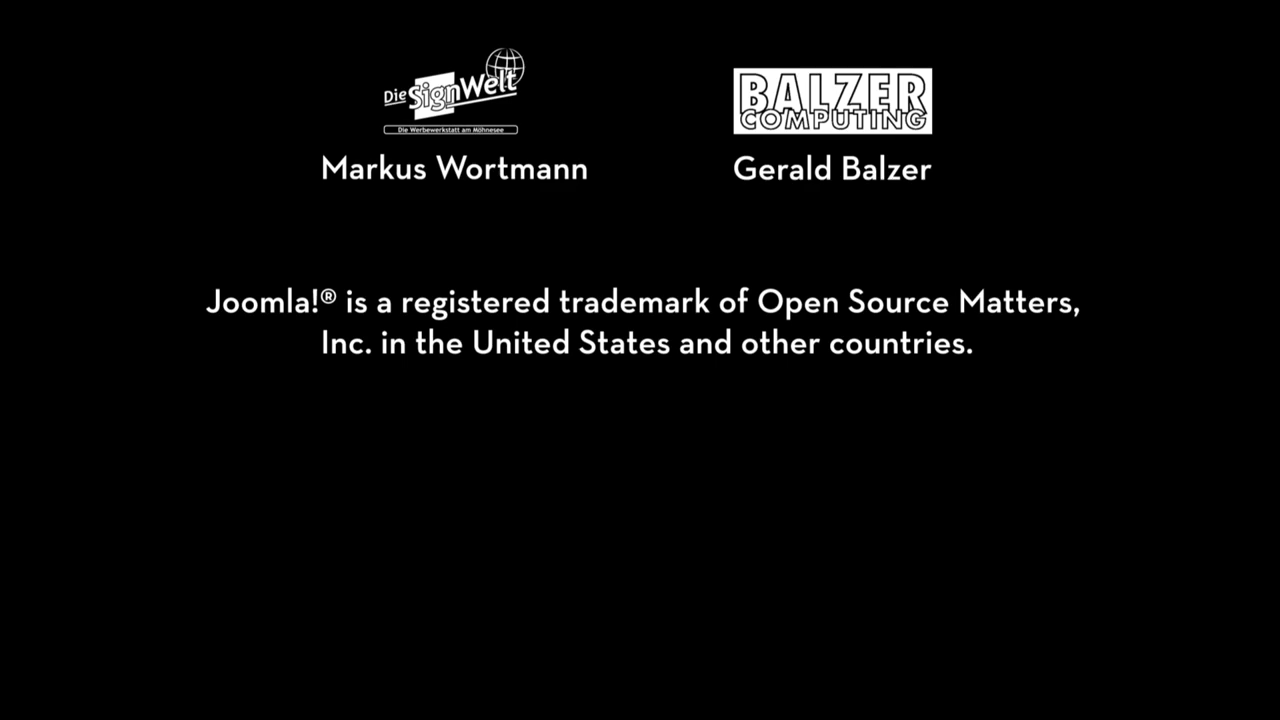 Die SignWelt
Die Werbewerkstatt am Möhnesee
Markus Wortmann
BALZER
COMPUTING
Gerald Balzer
Joomla!® is a registered trademark of Open Source Matters,
Inc. in the United States and other countries.